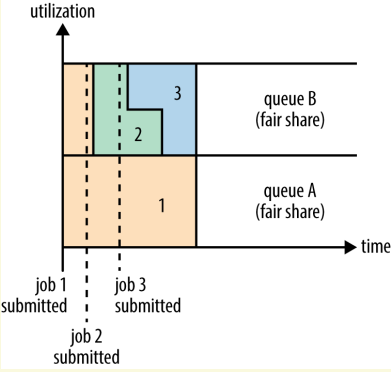 utilization
3
queue B
(fair share)
2
queue A
(fair share)
1
time
job 1
submitted
job 3
submitted
job 2
submitted